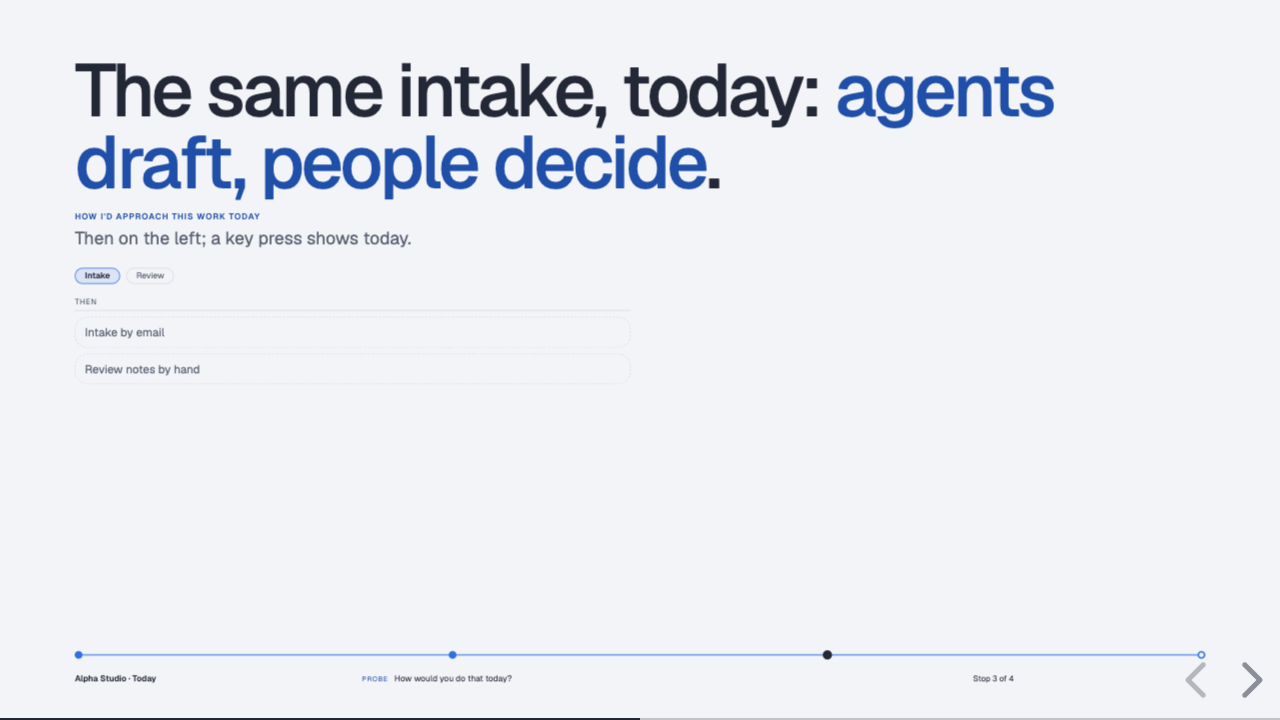 The same intake, today: agents
draft, people decide.
HOW I'D APPROACH THIS WORK TODAY
Then on the left; a key press shows today.
Intake Review
THEN
Intake by email
Review notes by hand
Alpha Studio · Today PROBE How would you do that today? Stop 3 of 4